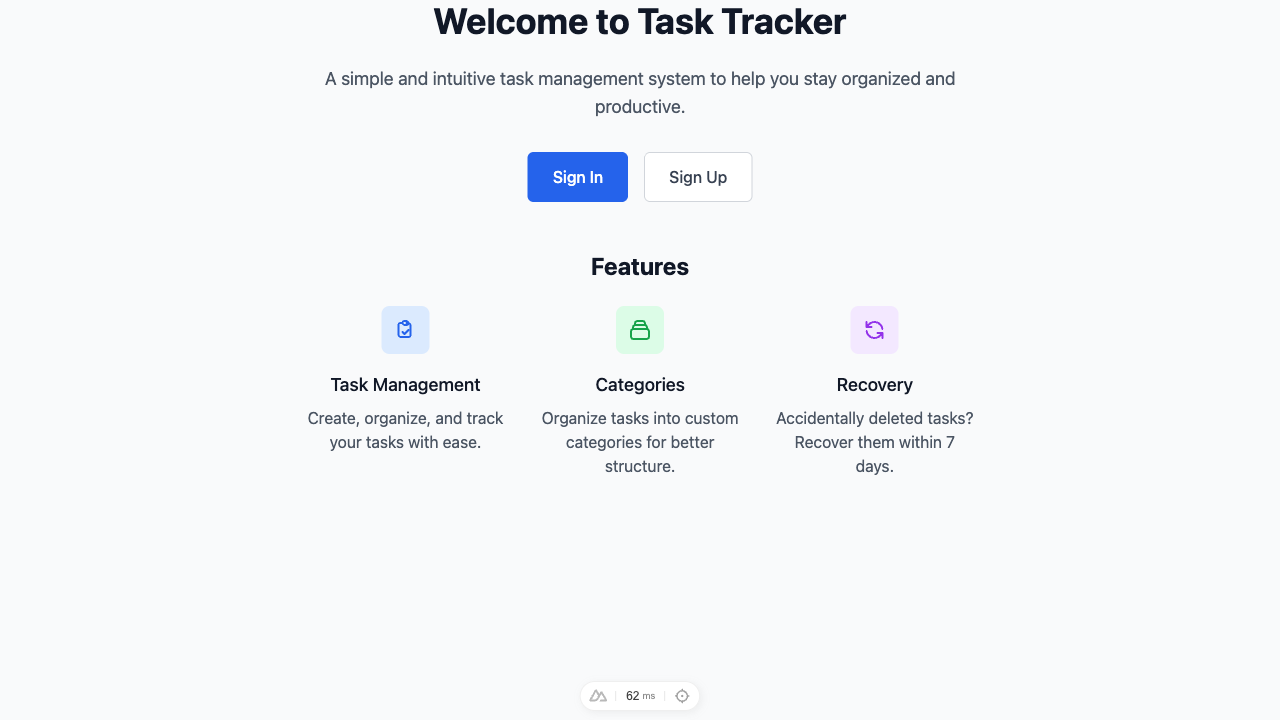 Welcome to Task Tracker
A simple and intuitive task management system to help you stay organized and
productive.
Sign In
Sign Up
Features
Task Management
Create, organize, and track
your tasks with ease.
Categories
Organize tasks into custom
categories for better
structure.
Recovery
Accidentally deleted tasks?
Recover them within 7
days.
62 ms